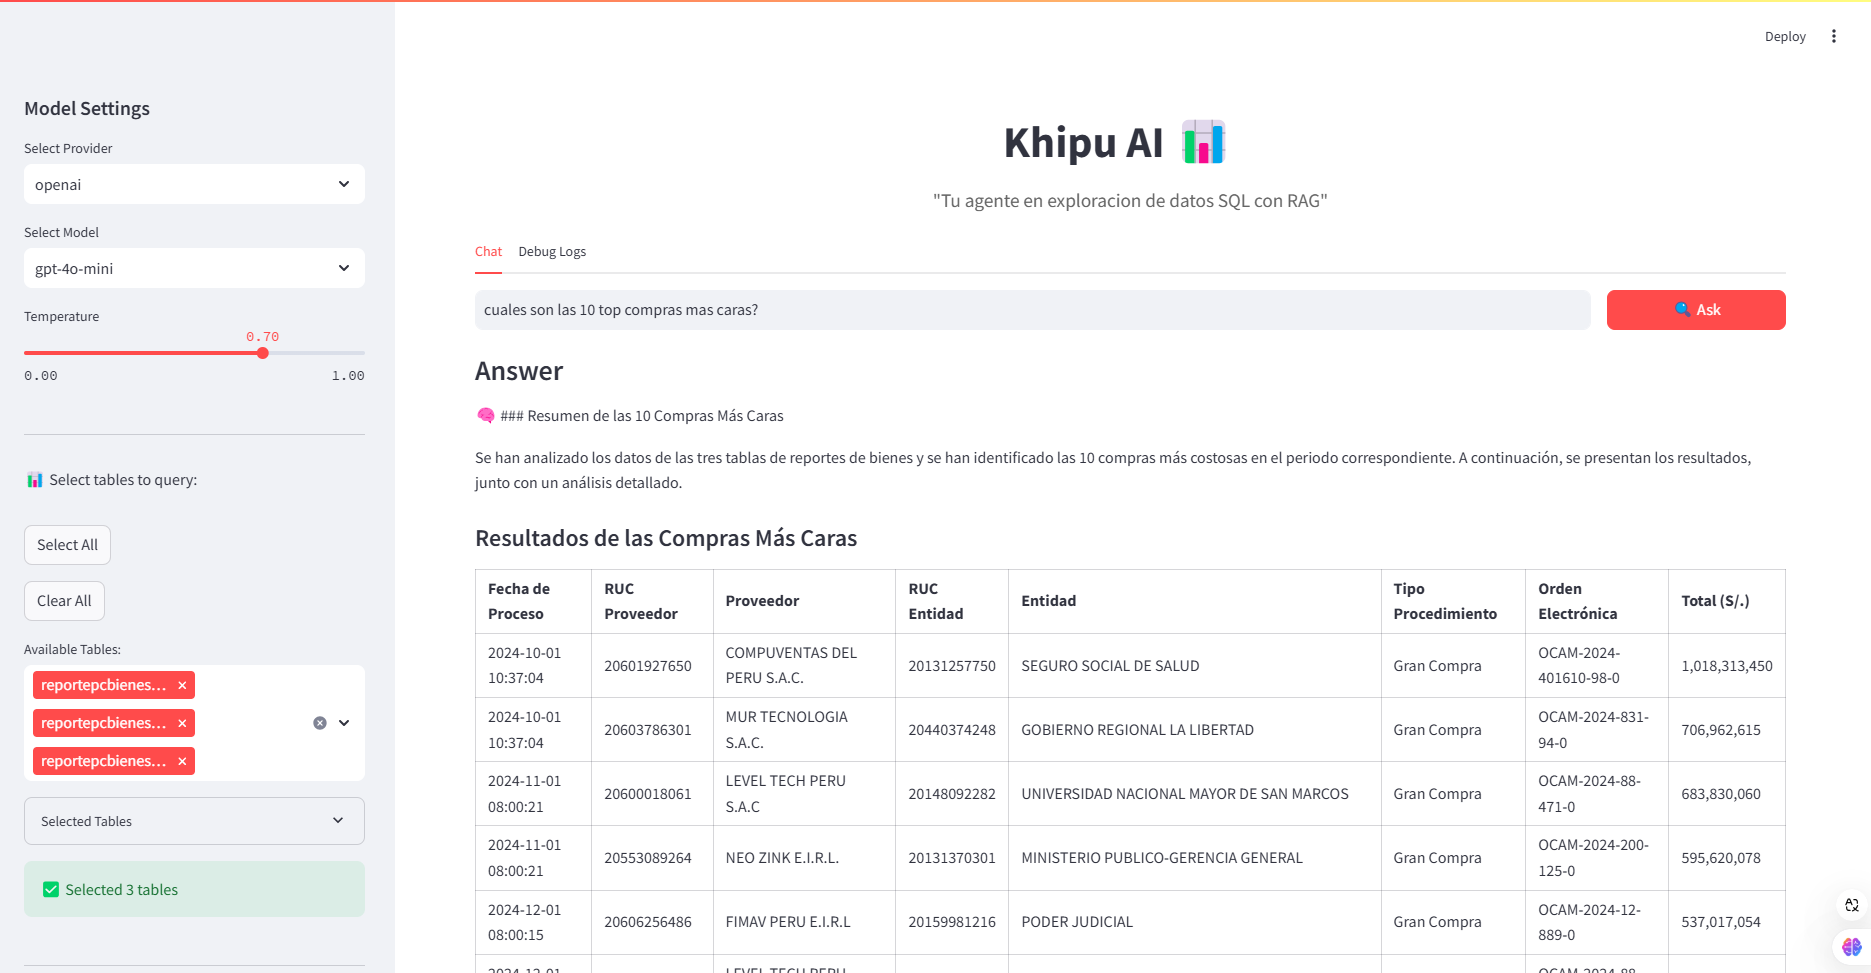 Deploy
Model Settings
Select Provider
openai
Select Model
gpt-4o-mini
Temperature
0.70
0.00 1.00
Select tables to query:
Select All
Clear All
Available Tables:
reportepcbienes... ×
reportepcbienes... ×
reportepcbienes... ×
Selected Tables
Selected 3 tables
Khipu AI
"Tu agente en exploracion de datos SQL con RAG"
Chat Debug Logs
cuales son las 10 top compras mas caras?
Ask
Answer
### Resumen de las 10 Compras Más Caras
Se han analizado los datos de las tres tablas de reportes de bienes y se han identificado las 10 compras más costosas en el periodo correspondiente. A continuación, se presentan los resultados,
junto con un análisis detallado.
Resultados de las Compras Más Caras
Fecha de Proceso RUC Proveedor Proveedor RUC Entidad Entidad Tipo Procedimiento Orden Electrónica Total (S/.)
2024-10-01 10:37:04 20601927650 COMPUVENTAS DEL PERU S.A.C. 20131257750 SEGURO SOCIAL DE SALUD Gran Compra OCAM-2024-401610-98-0 1,018,313,450
2024-10-01 10:37:04 20603786301 MUR TECNOLOGIA S.A.C. 20440374248 GOBIERNO REGIONAL LA LIBERTAD Gran Compra OCAM-2024-831-94-0 706,962,615
2024-11-01 08:00:21 20600018061 LEVEL TECH PERU S.A.C 20148092282 UNIVERSIDAD NACIONAL MAYOR DE SAN MARCOS Gran Compra OCAM-2024-88-471-0 683,830,060
2024-11-01 08:00:21 20553089264 NEO ZINK E.I.R.L. 20131370301 MINISTERIO PUBLICO-GERENCIA GENERAL Gran Compra OCAM-2024-200-125-0 595,620,078
2024-12-01 08:00:15 20606256486 FIMAV PERU E.I.R.L 20159981216 PODER JUDICIAL Gran Compra OCAM-2024-12-889-0 537,017,054
2024-12-01 LEVEL TECH PERU OCAM-2024-88-